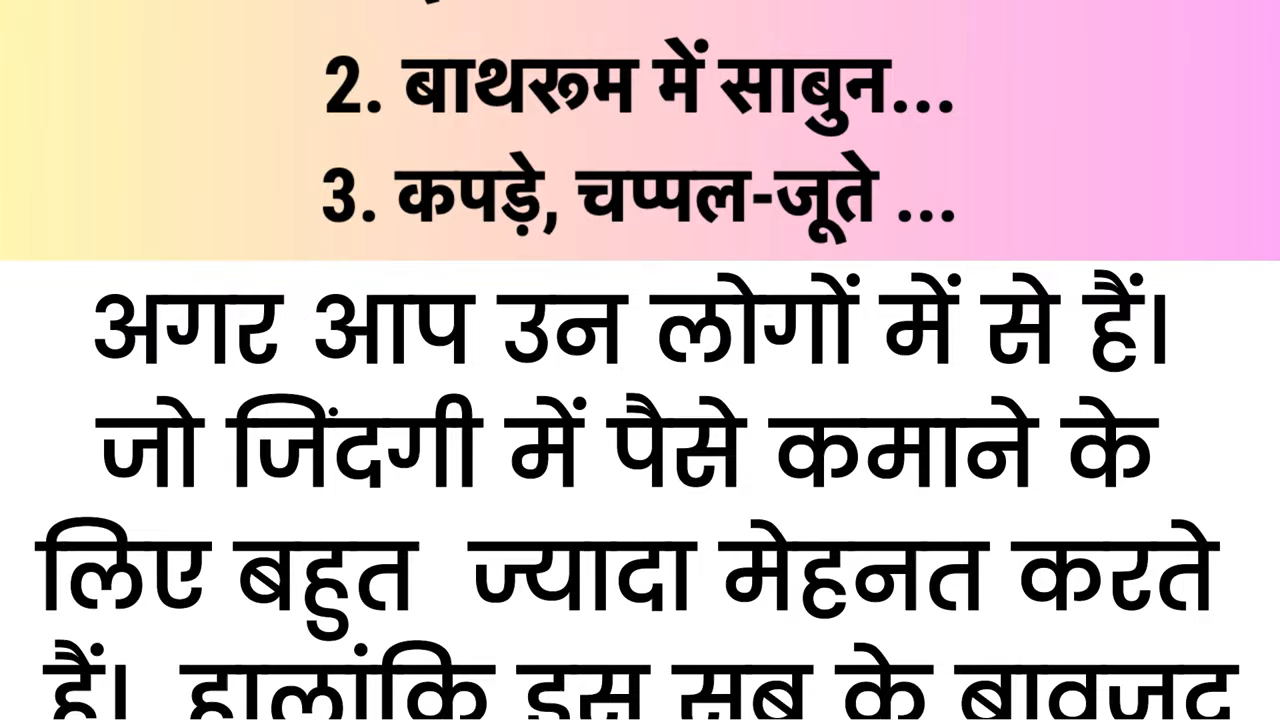 2. बाथरूम में साबुन...
3. कपड़े, चप्पल-जूते ...
अगर आप उन लोगों में से हैं।
जो जिंदगी में पैसे कमाने के
लिए बहुत ज्यादा मेहनत करते
हैं। हालांकि इस सब के बावजूद